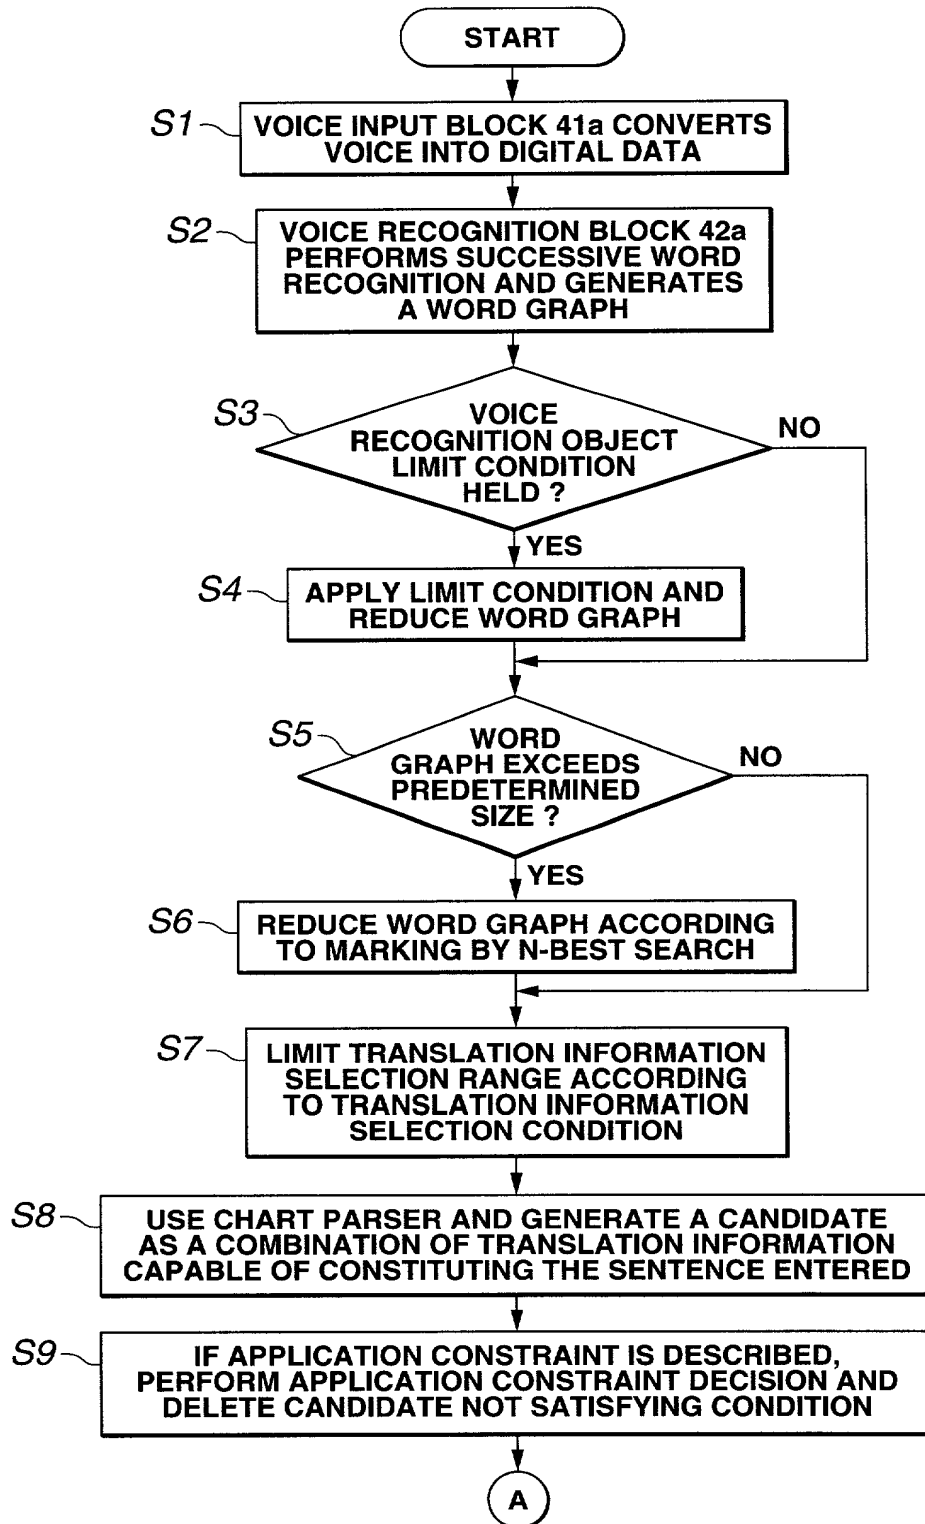 START
S1
VOICE INPUT BLOCK 41a CONVERTS
VOICE INTO DIGITAL DATA
S2
VOICE RECOGNITION BLOCK 42a
PERFORMS SUCCESSIVE WORD
RECOGNITION AND GENERATES
A WORD GRAPH
S3
VOICE
RECOGNITION OBJECT
LIMIT CONDITION
HELD ?
NO
YES
S4
APPLY LIMIT CONDITION AND
REDUCE WORD GRAPH
S5
WORD
GRAPH EXCEEDS
PREDETERMINED
SIZE ?
NO
YES
S6
REDUCE WORD GRAPH ACCORDING
TO MARKING BY N-BEST SEARCH
S7
LIMIT TRANSLATION INFORMATION
SELECTION RANGE ACCORDING
TO TRANSLATION INFORMATION
SELECTION CONDITION
S8
USE CHART PARSER AND GENERATE A CANDIDATE
AS A COMBINATION OF TRANSLATION INFORMATION
CAPABLE OF CONSTITUTING THE SENTENCE ENTERED
S9
IF APPLICATION CONSTRAINT IS DESCRIBED,
PERFORM APPLICATION CONSTRAINT DECISION AND
DELETE CANDIDATE NOT SATISFYING CONDITION
A